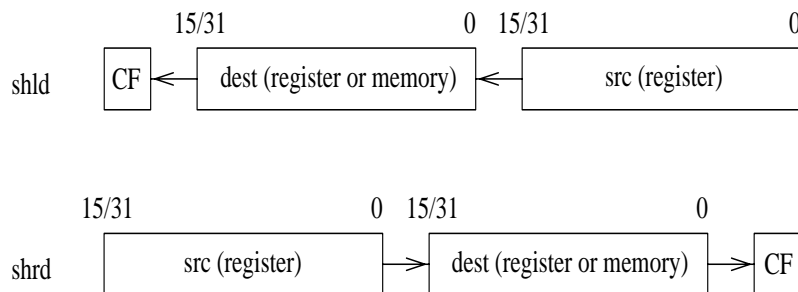 15/31 0 15/31 0
shld CF dest (register or memory) src (register)
15/31 0 15/31 0
shrd src (register) dest (register or memory) CF